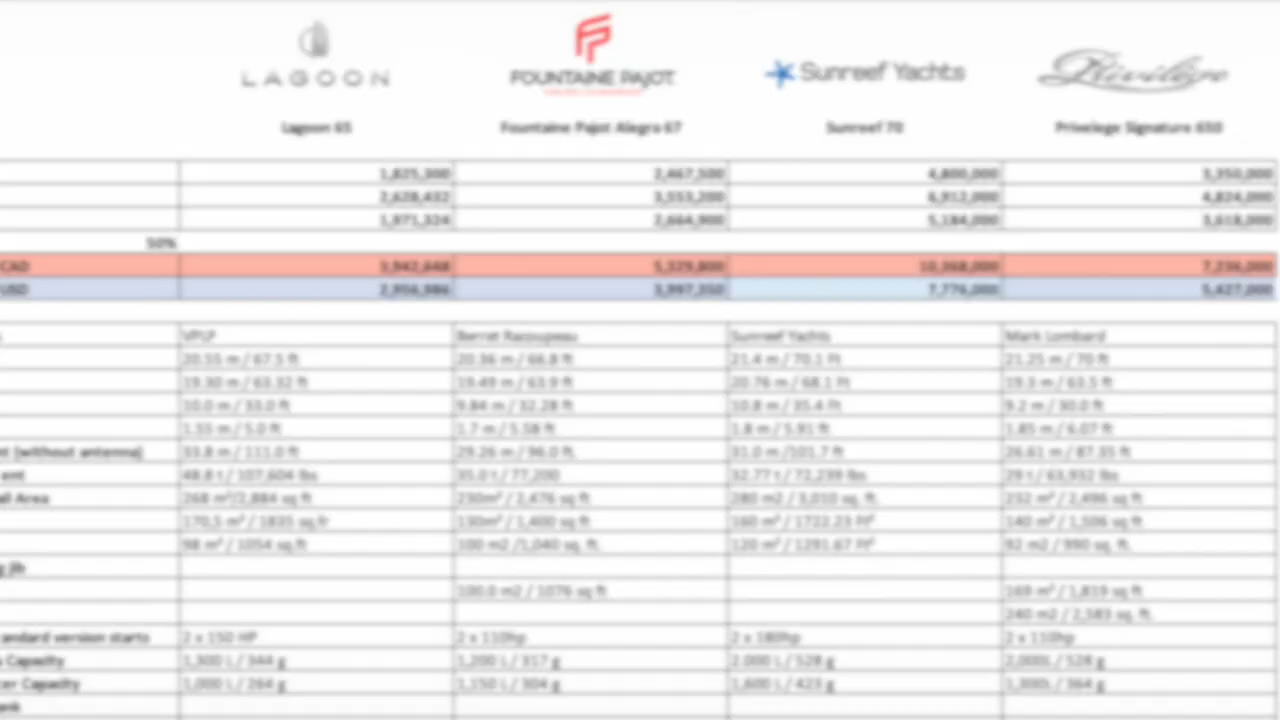 LAGOON FOUNTAINE PAJOT Sunreef Yachts Privilège
Lagoon 65 Fountaine Pajot Alegra 67 Sunreef 70 Privelege Signature 650
1,825,300 2,467,500 4,800,000 3,350,000
2,628,432 3,553,200 6,912,000 4,824,000
1,971,324 2,664,900 5,184,000 3,618,000
50%
CAD 3,942,648 5,329,800 10,368,000 7,236,000
USD 2,956,986 3,997,350 7,776,000 5,427,000
VPLP Berret Racoupeau Sunreef Yachts Mark Lombard
20.55 m / 67.5 ft 20.36 m / 66.8 ft 21.4 m / 70.1 Ft 21.25 m / 70 ft
19.30 m / 63.32 ft 19.49 m / 63.9 ft 20.76 m / 68.1 Ft 19.3 m / 63.5 ft
10.0 m / 33.0 ft 9.84 m / 32.28 ft 10.8 m / 35.4 Ft 9.2 m / 30.0 ft
1.55 m / 5.0 ft 1.7 m / 5.58 ft 1.8 m / 5.91 ft 1.85 m / 6.07 ft
nt (without antenna) 33.8 m / 111.0 ft 29.26 m / 96.0 ft. 31.0 m /101.7 ft 26.61 m / 87.35 ft
ent 48.8 t / 107,604 lbs 35.0 t / 77,200 32.77 t / 72,239 lbs 29 t / 63,932 lbs
ail Area 268 m²/2,884 sq ft 230m² / 2,476 sq ft 280 m2 / 3,010 sq. ft. 232 m² / 2,496 sq ft
170,5 m² / 1835 sq.fr 130m² / 1,400 sq ft 160 m² / 1722.23 Ft² 140 m² / 1,506 sq ft
98 m² / 1054 sq.ft 100 m2 /1,040 sq. ft. 120 m² / 1291.67 Ft² 92 m2 / 990 sq. ft.
g jib
100.0 m2 / 1076 sq ft 169 m² / 1,819 sq ft
240 m2 / 2,583 sq. ft.
andard version starts 2 x 150 HP 2 x 110hp 2 x 180hp 2 x 110hp
s Capacity 1,300 L / 344 g 1,200 L / 317 g 2.000 L / 528 g 2,000L / 528 g
ter Capacity 1,000 L / 264 g 1,150 L / 304 g 1,600 L / 423 g 1,300L / 364 g
ank